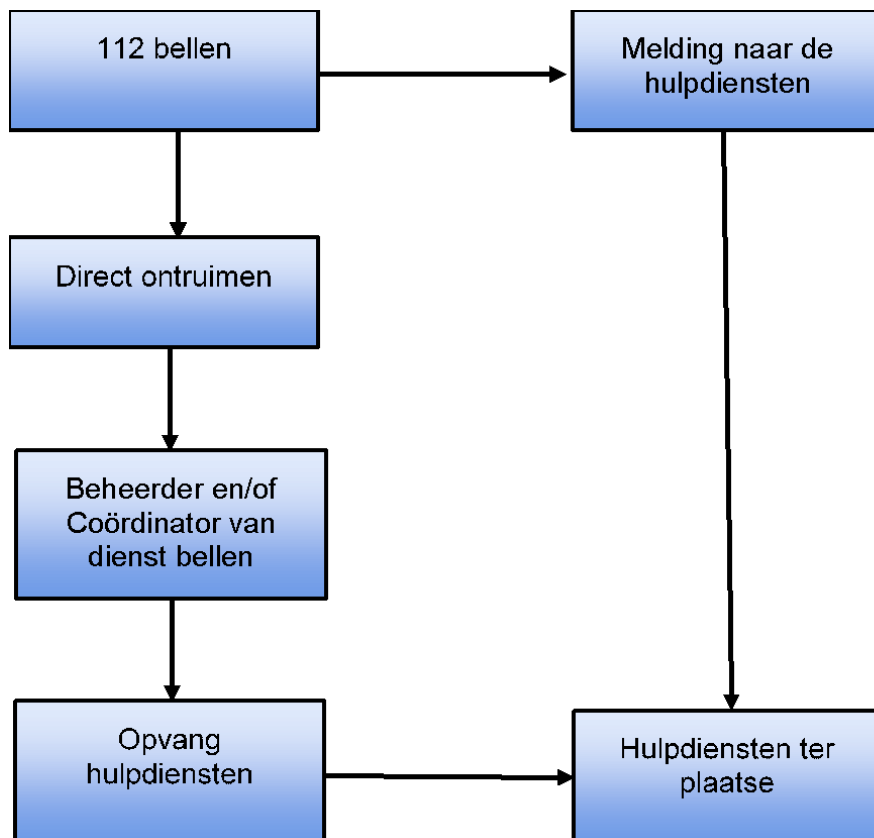 112 bellen
Melding naar de
hulpdiensten
Direct ontruimen
Beheerder en/of
Coördinator van
dienst bellen
Opvang
hulpdiensten
Hulpdiensten ter
plaatse